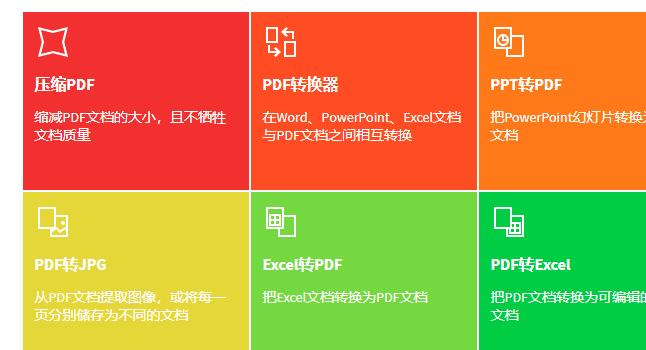 压缩PDF
缩减PDF文档的大小，且不牺牲
文档质量
PDF转换器
在Word、PowerPoint、Excel文档
与PDF文档之间相互转换
PPT转PDF
把PowerPoint幻灯片转换为
文档
PDF转JPG
从PDF文档提取图像，或将每一
页分别储存为不同的文档
Excel转PDF
把Excel文档转换为PDF文档
PDF转Excel
把PDF文档转换为可编辑的
文档